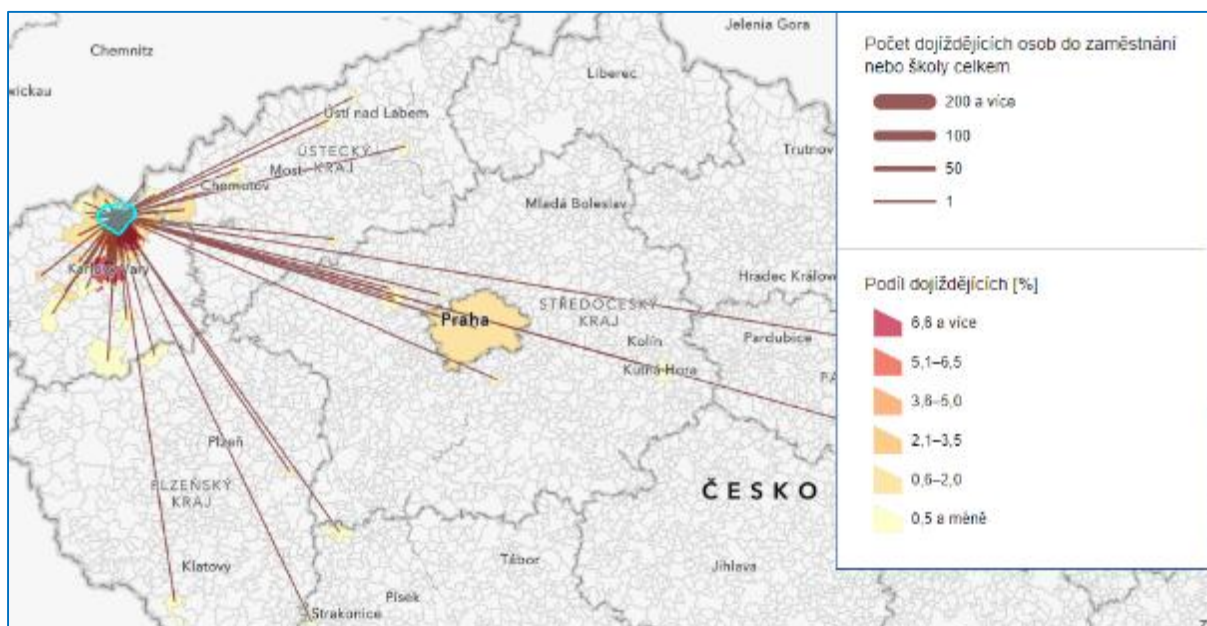 Chemnitz
Jelenia Gora
wickau
Liberec
Ústí nad Labem
ÚSTECKÝ
KRAJ
Most
Chomutov
Trutnov
Mladá Boleslav
Karlovy Vary
Hradec Králov
STŘEDOČESKÝ
KRAJ
Praha
Kolín
Pardubice
Kutná Hora
PA
Plzeň
PLZEŇSKÝ
KRAJ
ČESKO
Tábor
Jihlava
Klatovy
Písek
Strakonice
Počet dojíždějících osob do zaměstnání
nebo školy celkem
200 a více
100
50
1
Podíl dojíždějících [%]
6,6 a více
5,1–6,5
3,6–5,0
2,1–3,5
0,6–2,0
0,5 a méně